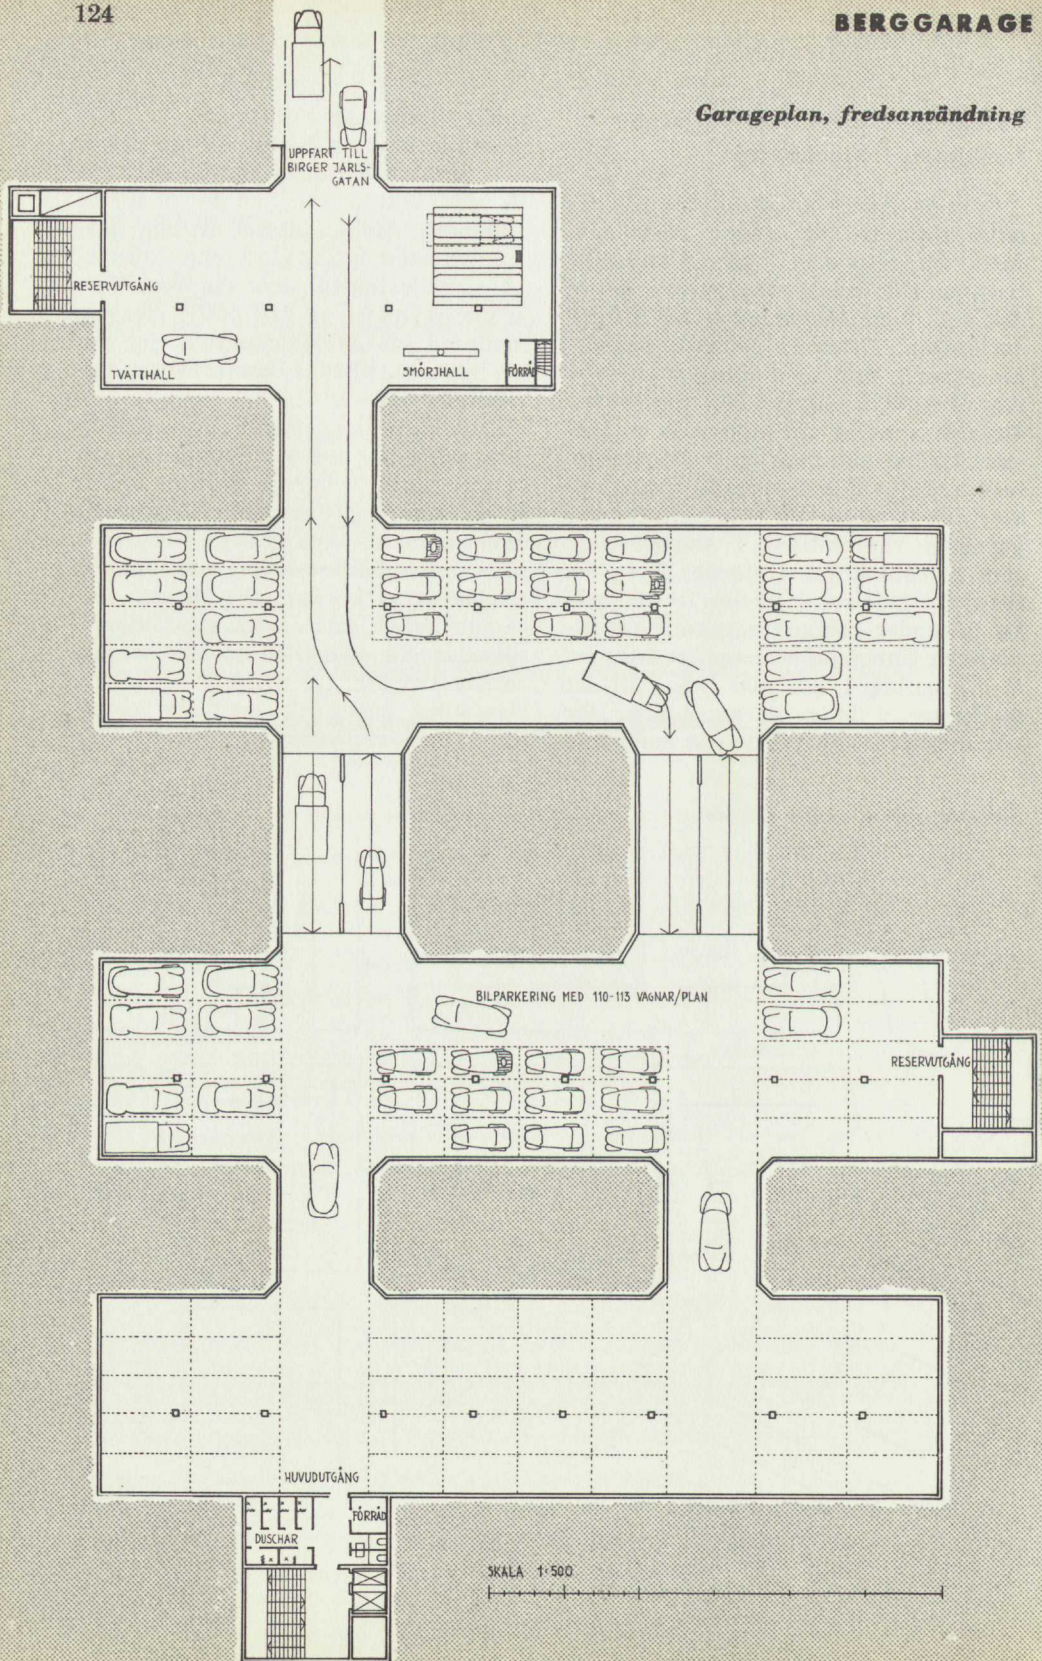 124
BERGGARAGE
Garageplan, fredsanvändning
UPPFART TILL
BIRGER JARLS-
GATAN
RESERVUTGÅNG
TVÄTTHALL
SMÖRJHALL
FÖRRÅD
BILPARKERING MED 110-113 VAGNAR/PLAN
RESERVUTGÅNG
HUVUDUTGÅNG
FÖRRÅD
DUSCHAR
SKALA 1:500